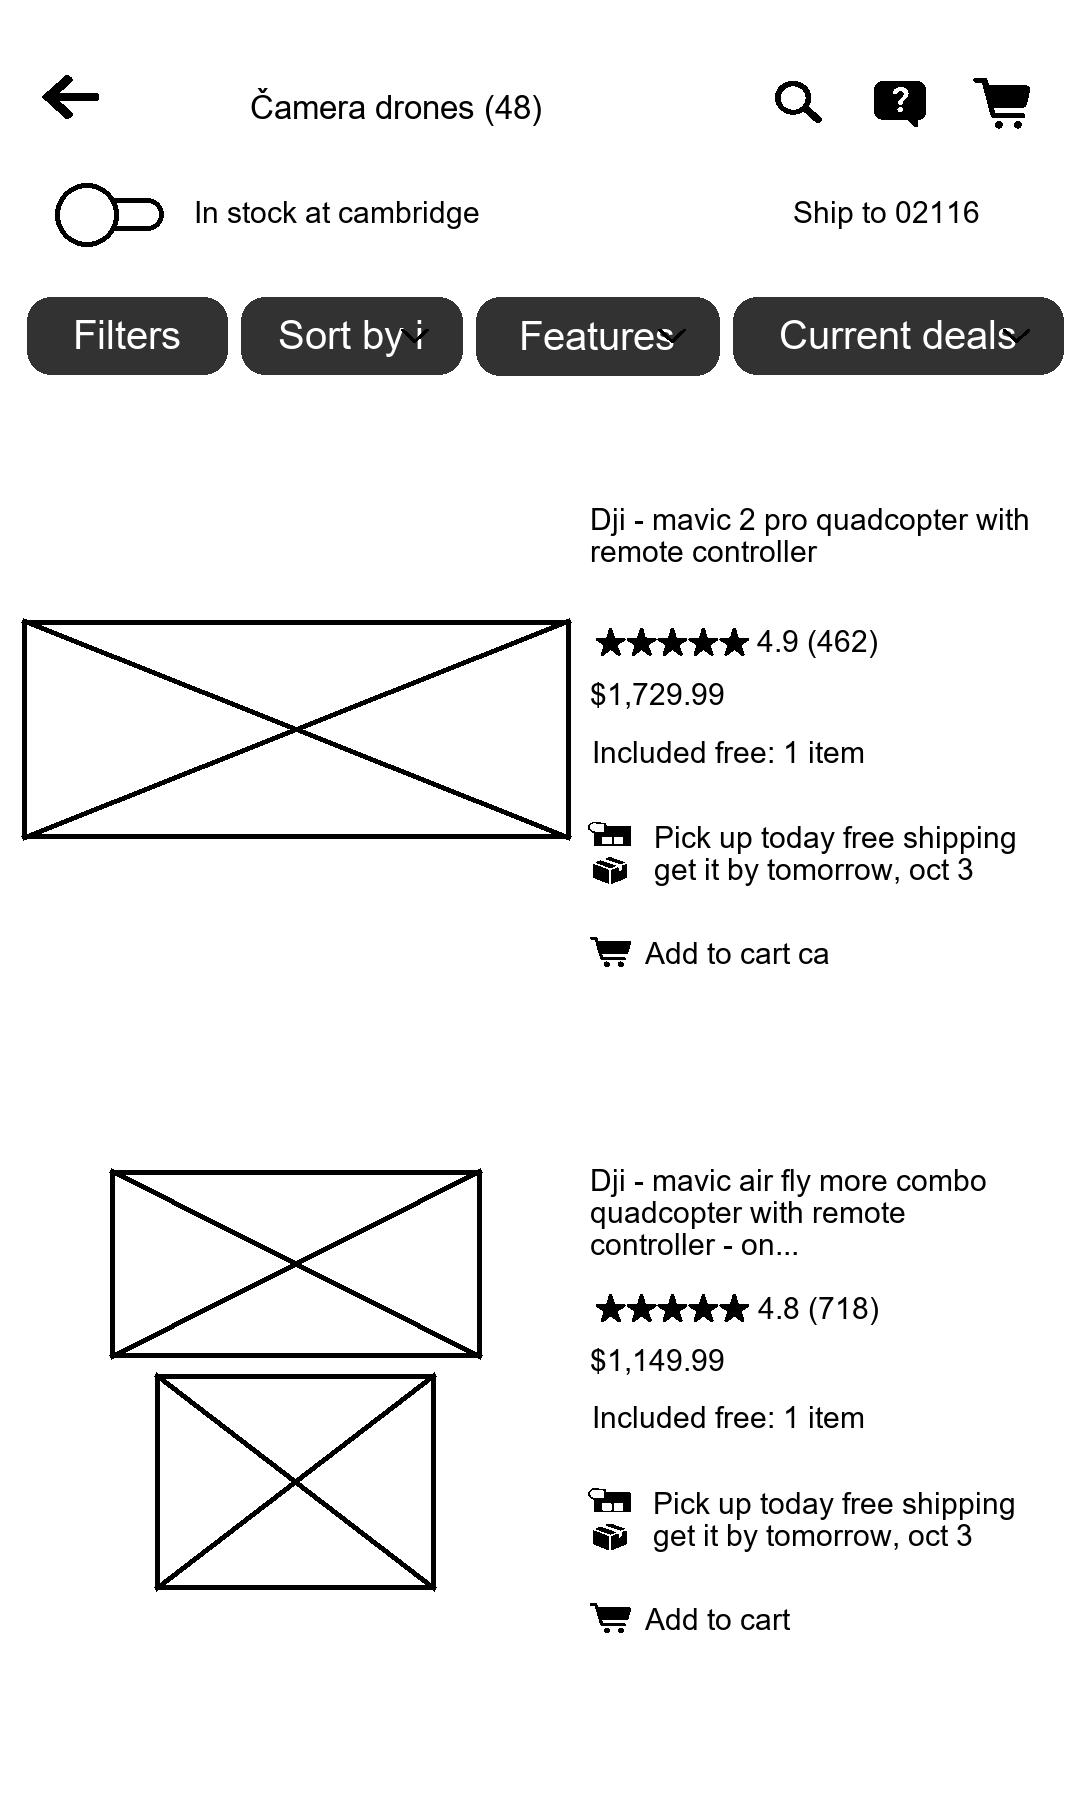 Čamera drones (48)
In stock at cambridge
Ship to 02116
Filters
Sort by i
Features
Current deals
Dji - mavic 2 pro quadcopter with
remote controller
4.9 (462)
$1,729.99
Included free: 1 item
Pick up today free shipping
get it by tomorrow, oct 3
Add to cart ca
Dji - mavic air fly more combo
quadcopter with remote
controller - on...
4.8 (718)
$1,149.99
Included free: 1 item
Pick up today free shipping
get it by tomorrow, oct 3
Add to cart